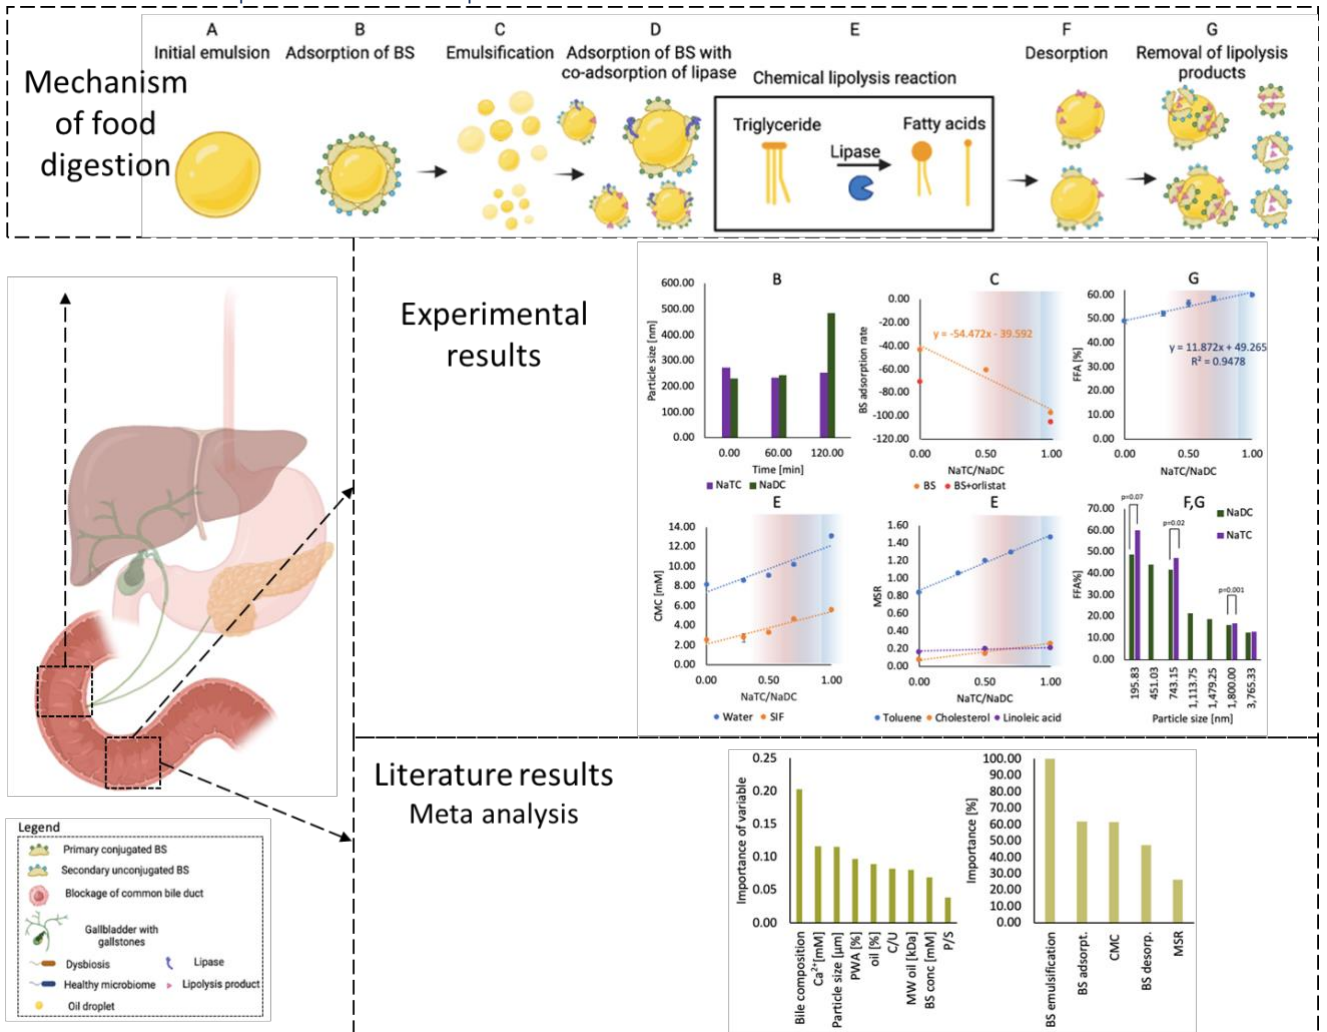 A
B
C
D
E
F
G
Initial emulsion
Adsorption of BS
Emulsification
Adsorption of BS with
co-adsorption of lipase
Chemical lipolysis reaction
Desorption
Removal of lipolysis
products
Mechanism
of food
digestion
Triglyceride
Lipase
Fatty acids
Experimental
results
B
600.00
500.00
400.00
300.00
200.00
100.00
0.00
Particle size [nm]
0.00 60.00 120.00
Time [min]
NaTC NaDC
C
0.00
-20.00
-40.00
-60.00
-80.00
-100.00
-120.00
BS adsorption rate
y = -54.472x - 39.592
0.00 0.50 1.00
NaTC/NaDC
BS BS+orlistat
G
60.00
50.00
40.00
30.00
20.00
10.00
0.00
FFA [%]
y = 11.872x + 49.265
R² = 0.9478
0.00 0.50 1.00
NaTC/NaDC
E
14.00
12.00
10.00
8.00
6.00
4.00
2.00
0.00
CMC [mM]
0.00 0.50 1.00
NaTC/NaDC
Water SIF
E
1.60
1.40
1.20
1.00
0.80
0.60
0.40
0.20
0.00
MSR
0.00 0.50 1.00
NaTC/NaDC
Toluene Cholesterol Linoleic acid
F,G
70.00
60.00
50.00
40.00
30.00
20.00
10.00
0.00
FFA%]
p=0.07
p=0.02
p=0.001
NaDC
NaTC
195.83
451.03
743.15
1,113.75
1,479.25
1,800.00
3,765.33
Particle size [nm]
Literature results
Meta analysis
0.25
0.20
0.15
0.10
0.05
0.00
Importance of variable
Bile composition
Ca²⁺[mM]
Particle size [µm]
PWA [%]
oil [%]
C/U
MW oil [kDa]
BS conc [mM]
P/S
100.00
90.00
80.00
70.00
60.00
50.00
40.00
30.00
20.00
10.00
0.00
Importance [%]
BS emulsification
BS adsorpt.
CMC
BS desorp.
MSR
Legend
Primary conjugated BS
Secondary unconjugated BS
Blockage of common bile duct
Gallbladder with
gallstones
Dysbiosis
Lipase
Healthy microbiome
Lipolysis product
Oil droplet